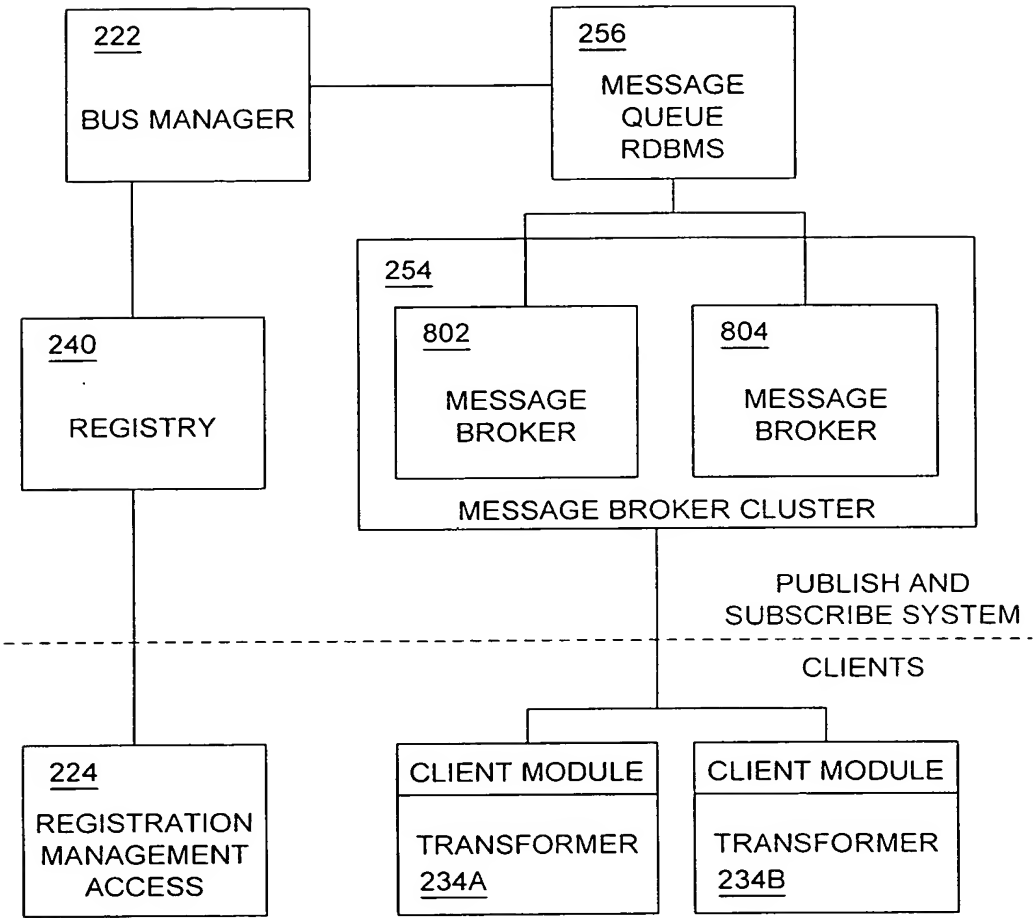 222
BUS MANAGER
256
MESSAGE
QUEUE
RDBMS
254
802
MESSAGE
BROKER
804
MESSAGE
BROKER
MESSAGE BROKER CLUSTER
240
REGISTRY
PUBLISH AND
SUBSCRIBE SYSTEM
CLIENTS
224
REGISTRATION
MANAGEMENT
ACCESS
CLIENT MODULE
TRANSFORMER
234A
CLIENT MODULE
TRANSFORMER
234B